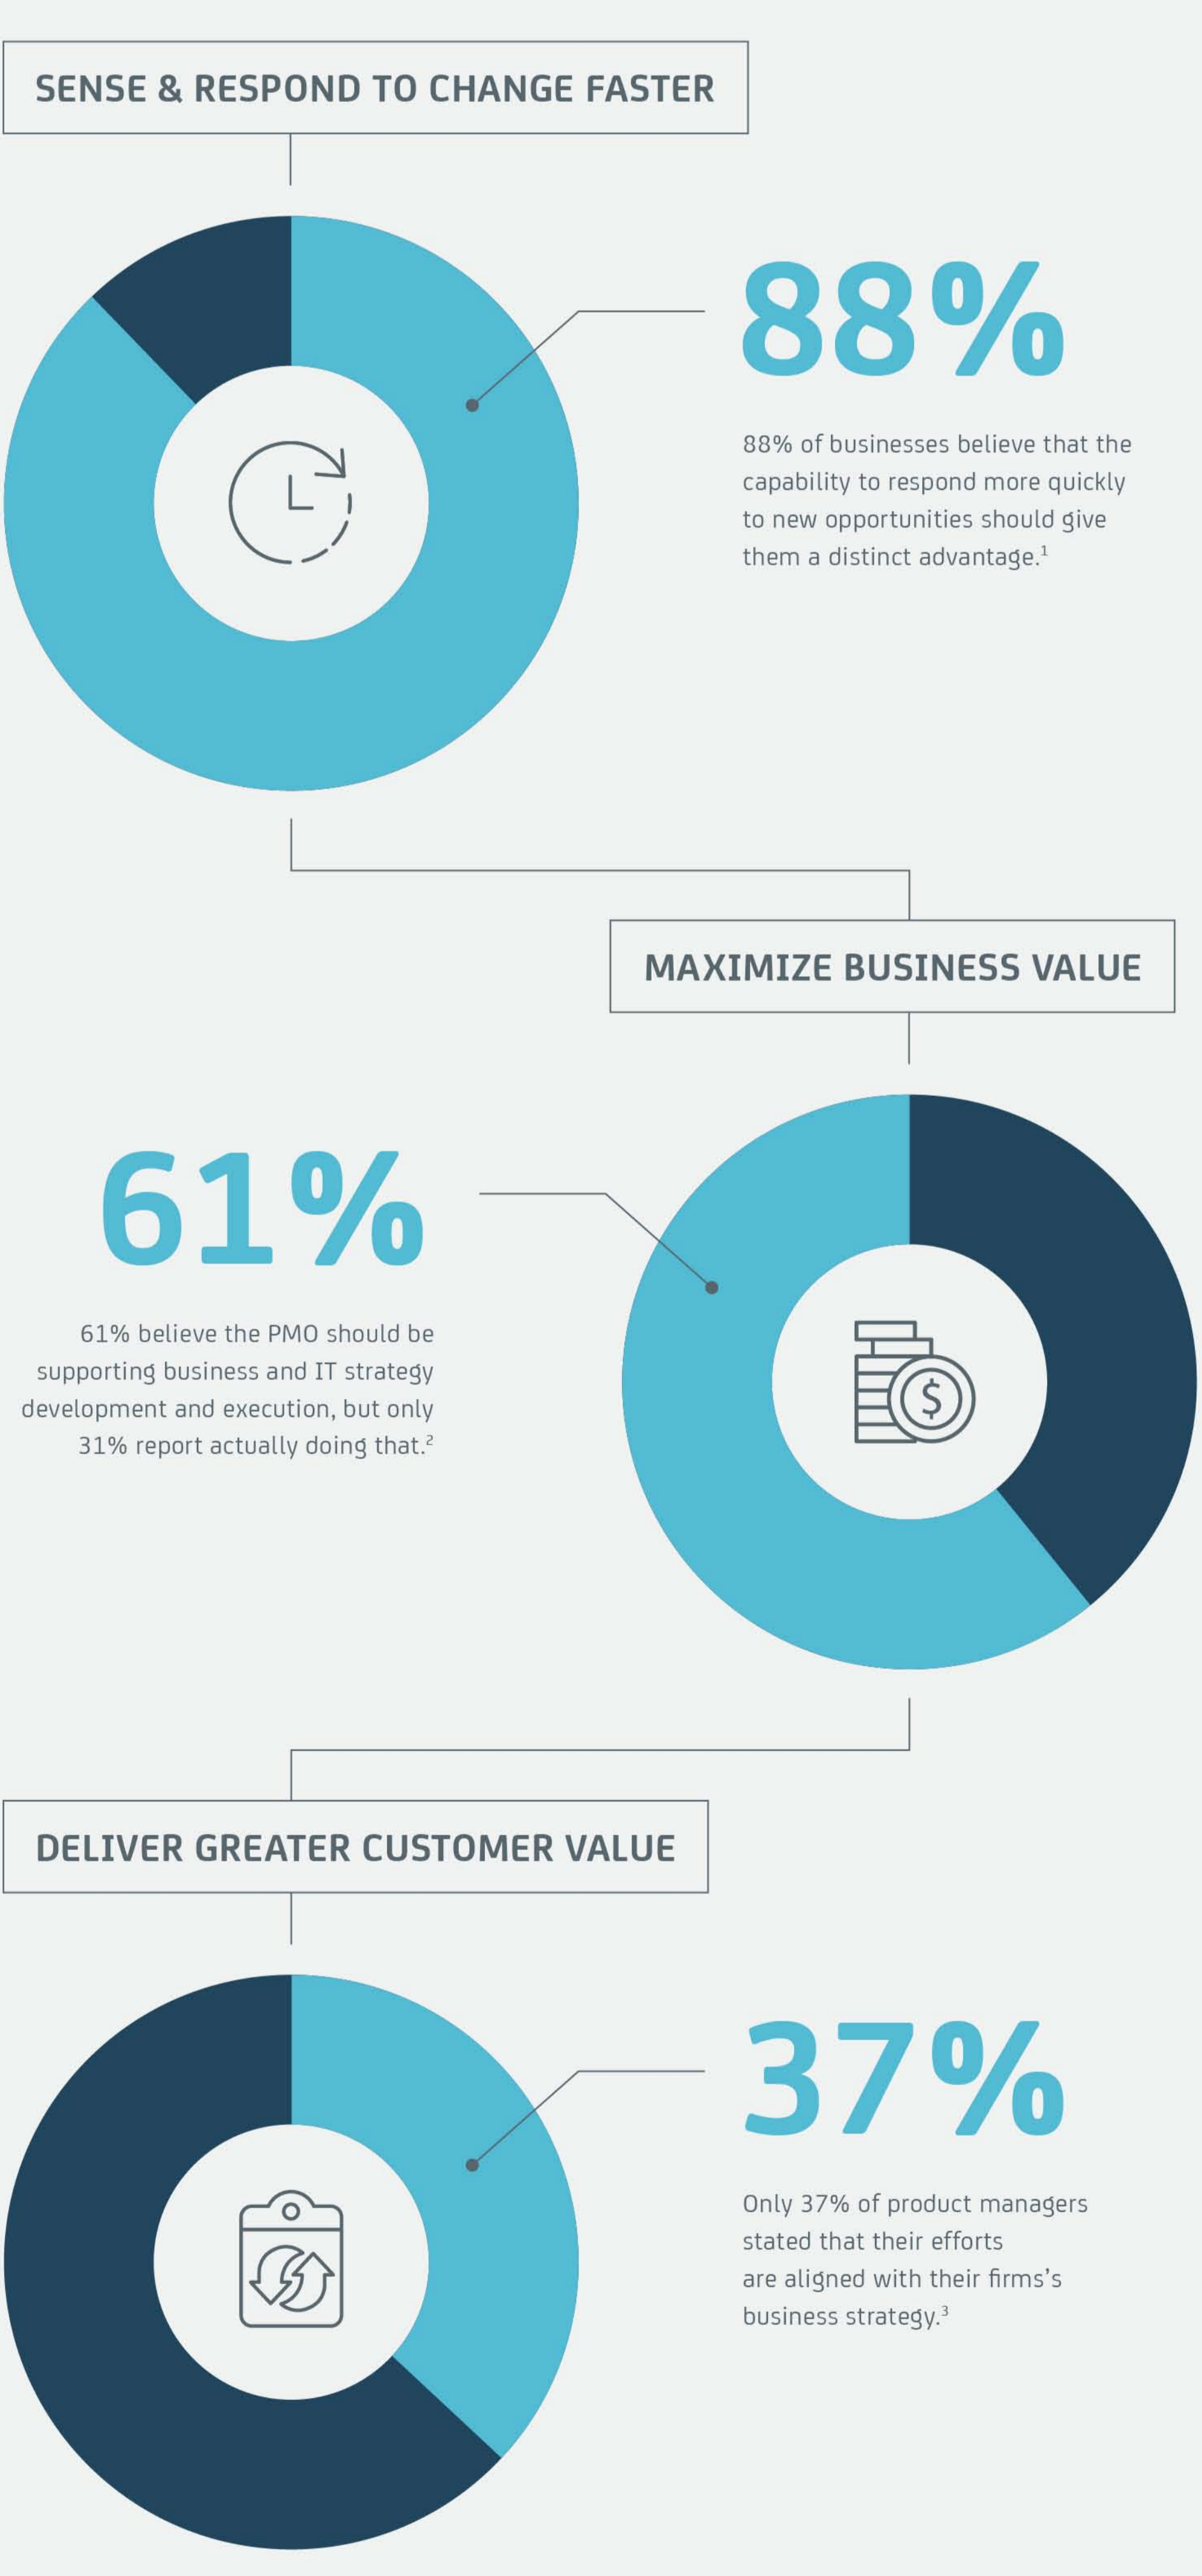 SENSE & RESPOND TO CHANGE FASTER
88%
88% of businesses believe that the
capability to respond more quickly
to new opportunities should give
them a distinct advantage.¹
MAXIMIZE BUSINESS VALUE
61%
61% believe the PMO should be
supporting business and IT strategy
development and execution, but only
31% report actually doing that.²
$
DELIVER GREATER CUSTOMER VALUE
37%
Only 37% of product managers
stated that their efforts
are aligned with their firms's
business strategy.³